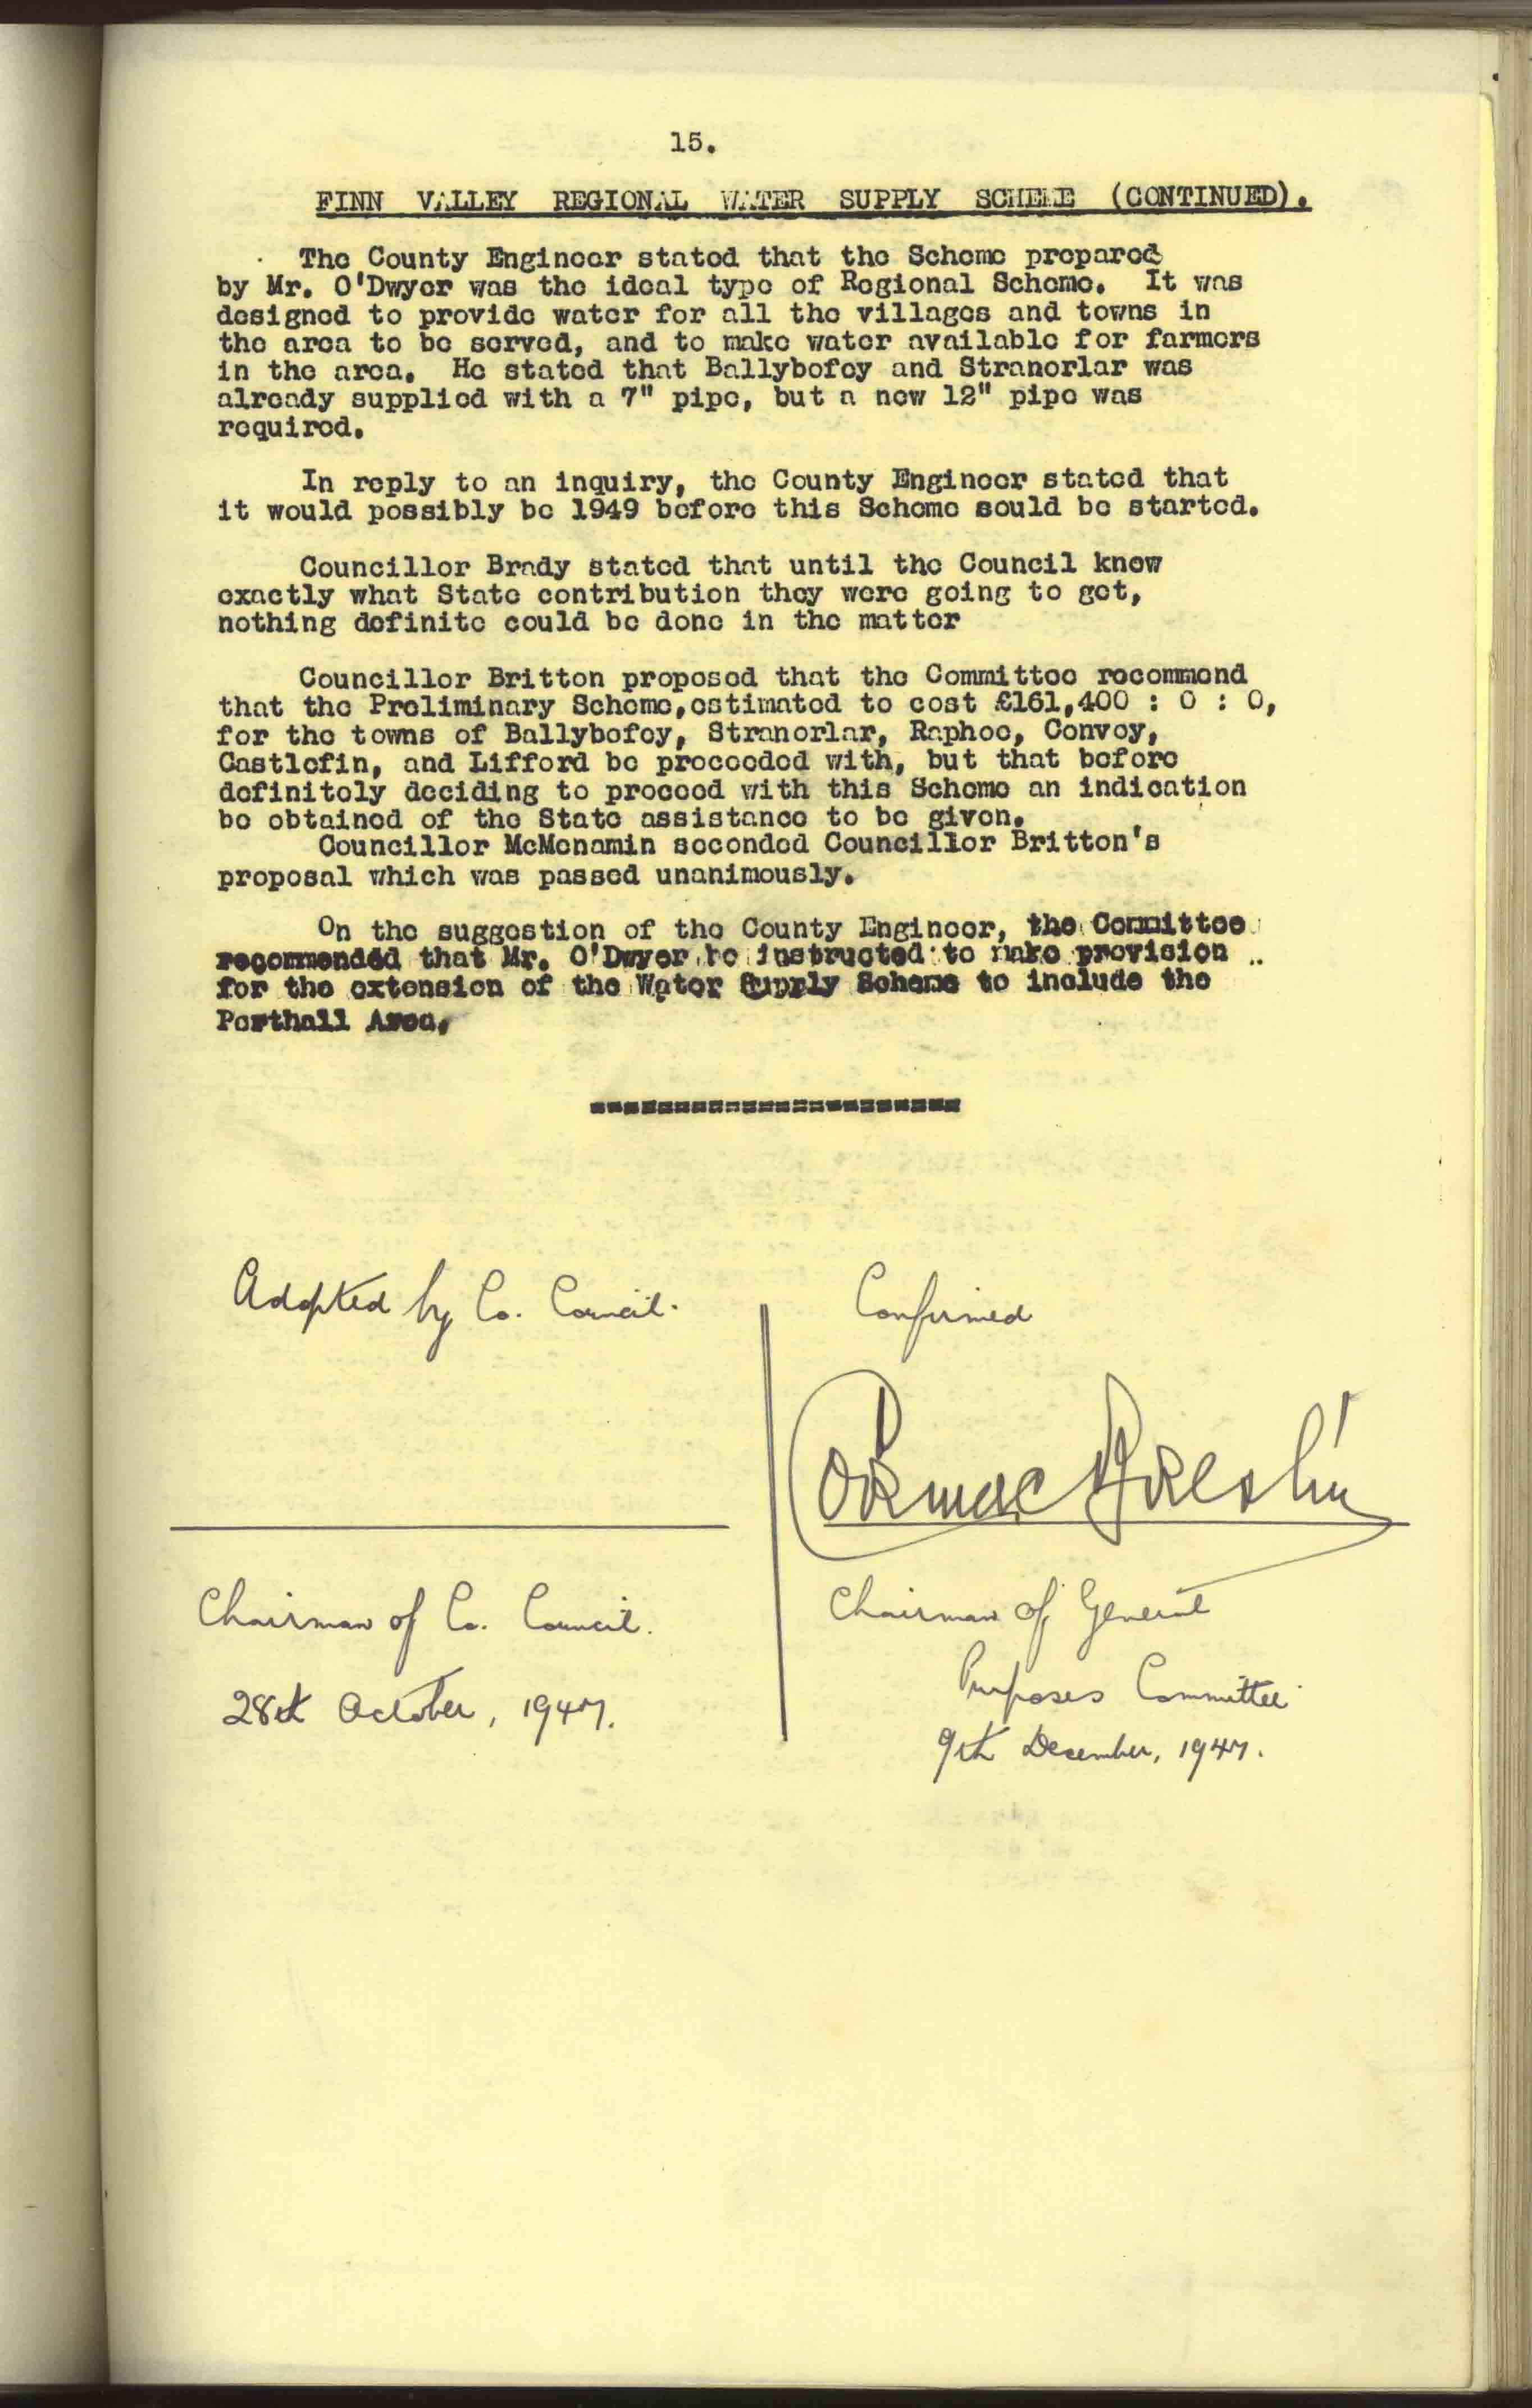 15.
FINN VALLEY REGIONAL WATER SUPPLY SCHEME (CONTINUED).
The County Engineer stated that the Scheme prepared
by Mr. O'Dwyer was the ideal type of Regional Scheme. It was
designed to provide water for all the villages and towns in
the area to be served, and to make water available for farmers
in the area. He stated that Ballybofey and Stranorlar was
already supplied with a 7" pipe, but a new 12" pipe was
required.
In reply to an inquiry, the County Engineer stated that
it would possibly be 1949 before this Scheme sould be started.
Councillor Brady stated that until the Council knew
exactly what State contribution they were going to get,
nothing definite could be done in the matter
Councillor Britton proposed that the Committee recommend
that the Preliminary Scheme,estimated to cost £161,400 : 0 : 0,
for the towns of Ballybofey, Stranorlar, Raphoe, Convoy,
Castlefin, and Lifford be proceeded with, but that before
definitely deciding to proceed with this Scheme an indication
be obtained of the State assistance to be given.
Councillor McMenamin seconded Councillor Britton's
proposal which was passed unanimously.
On the suggestion of the County Engineer, the Committee
recommended that Mr. O'Dwyer be instructed to make provision
for the extension of the Water Supply Scheme to include the
Porthall Area.
Adopted by Co. Council.
Confirmed
Cormac Breslin
Chairman of Co. Council.
28th October, 1947.
Chairman of General
Purposes Committee
9th December, 1947.